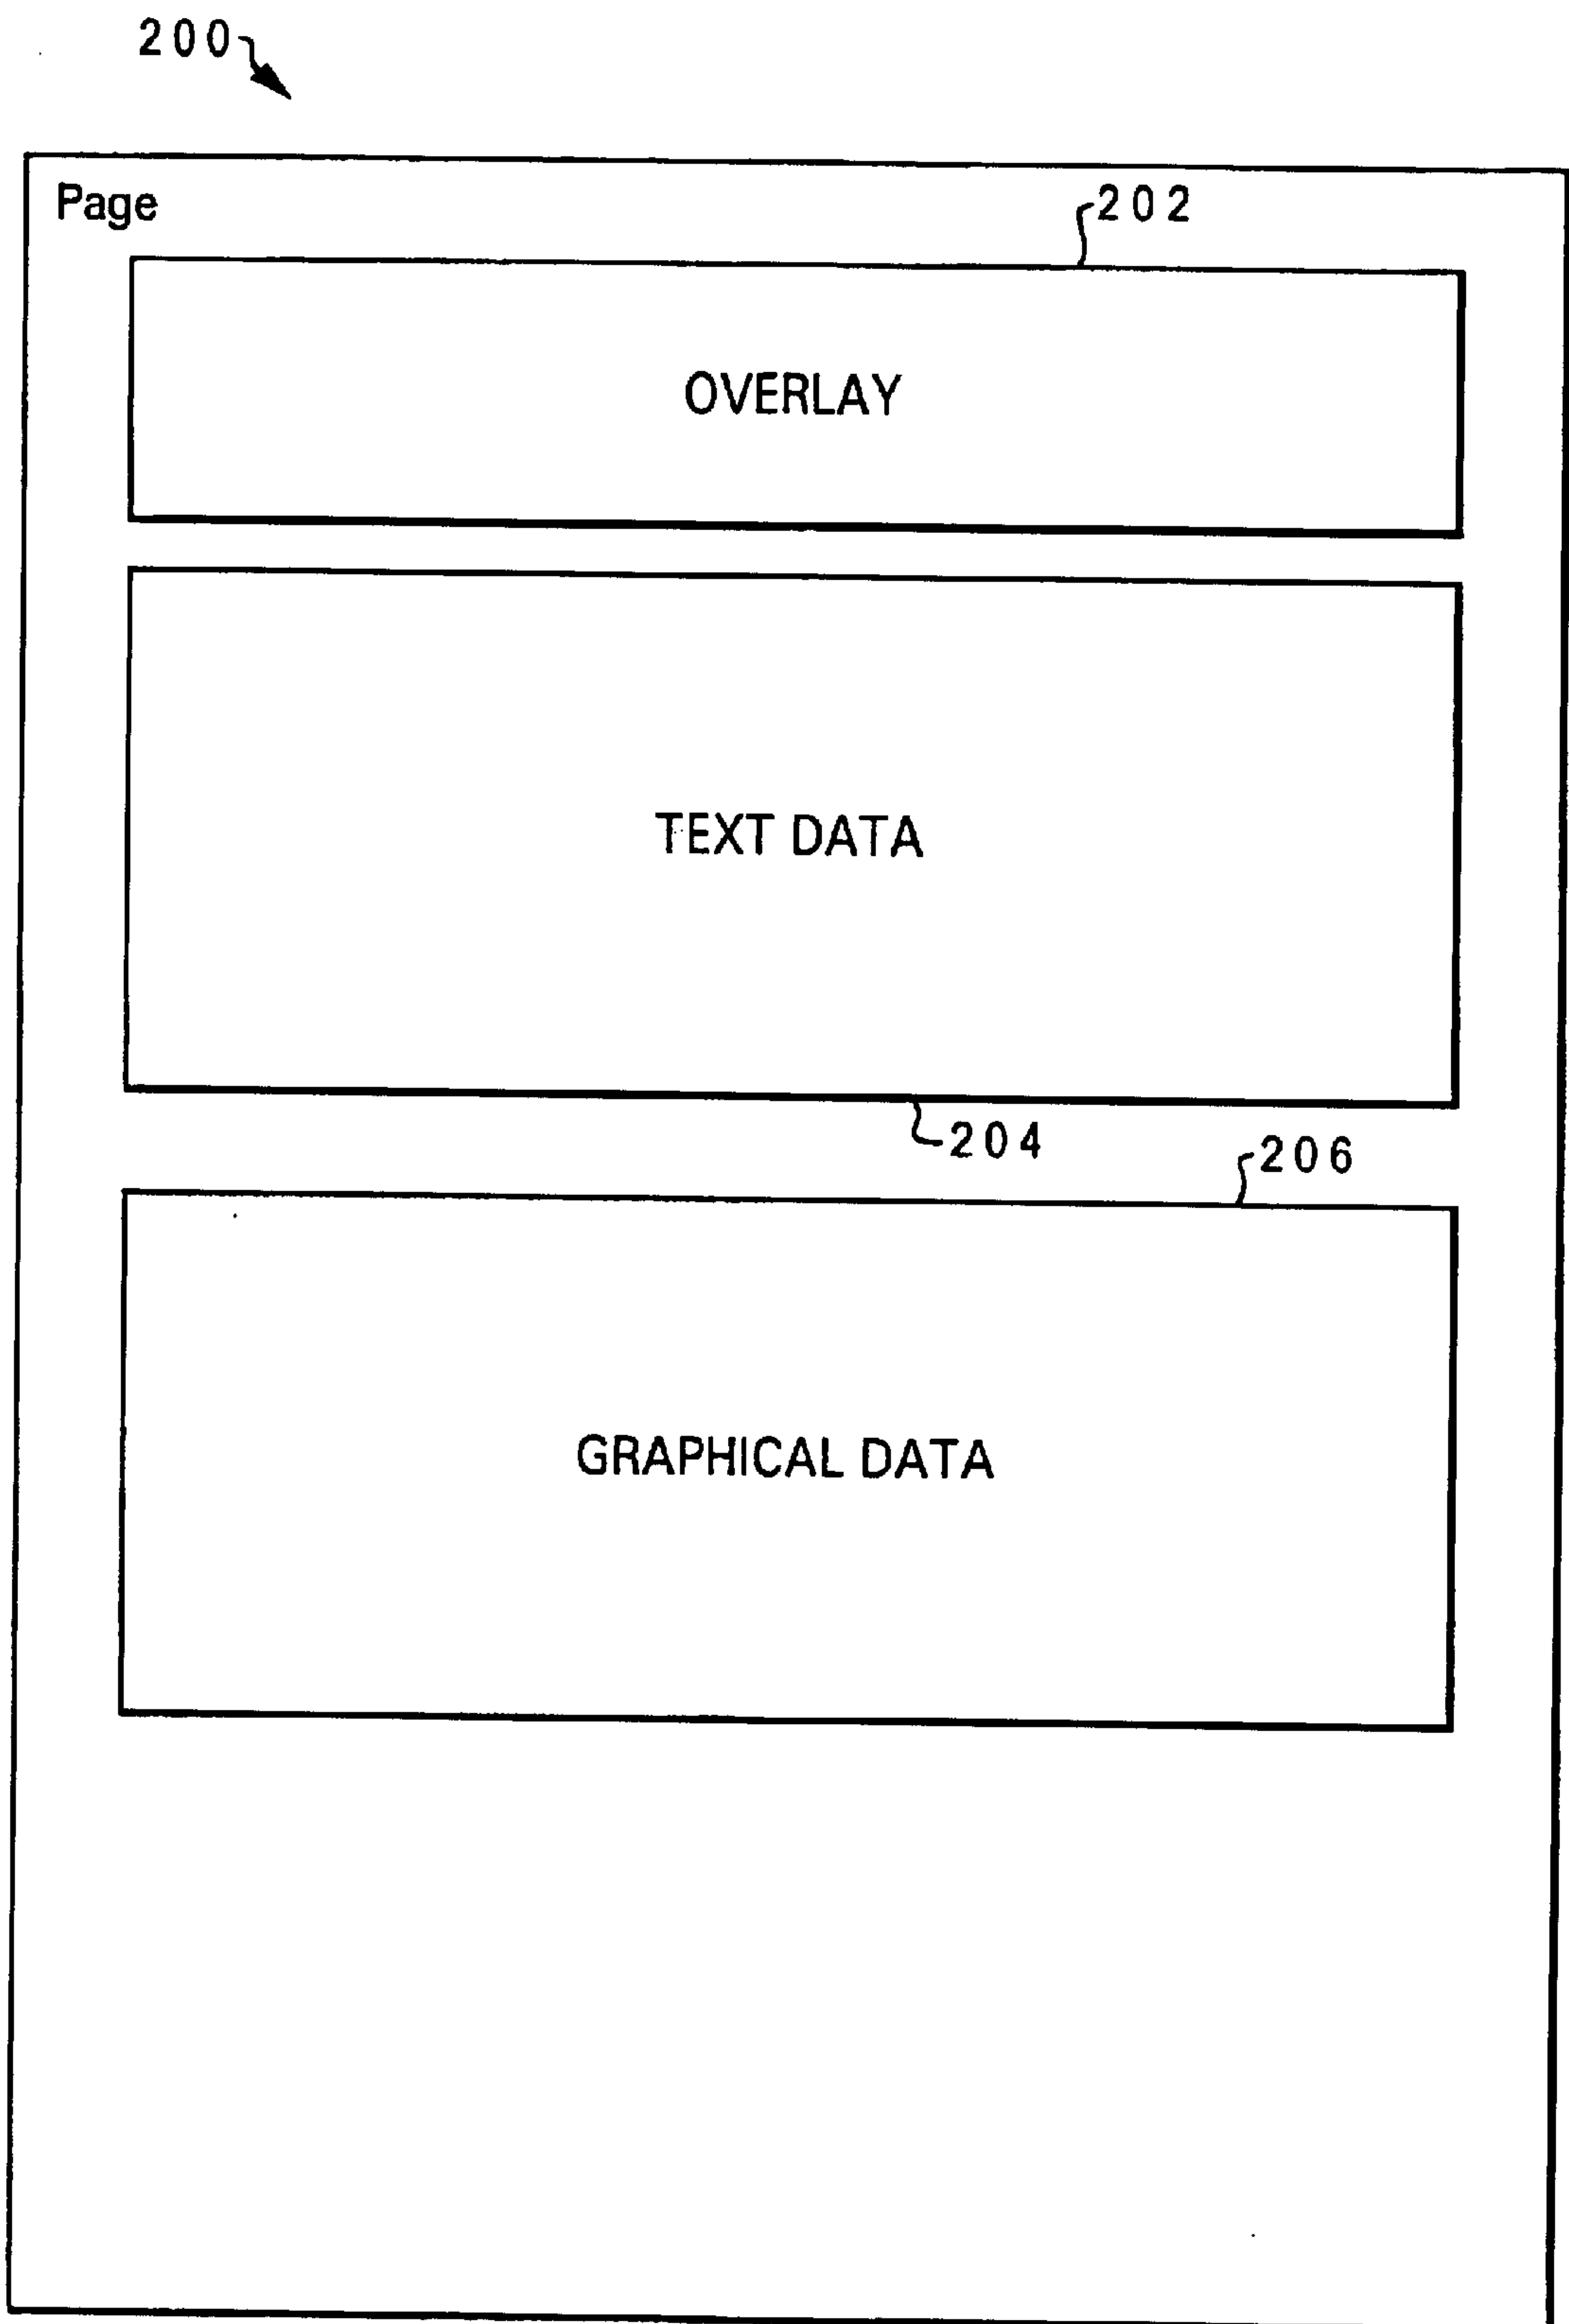 200
Page
202
OVERLAY
TEXT DATA
204
206
GRAPHICAL DATA